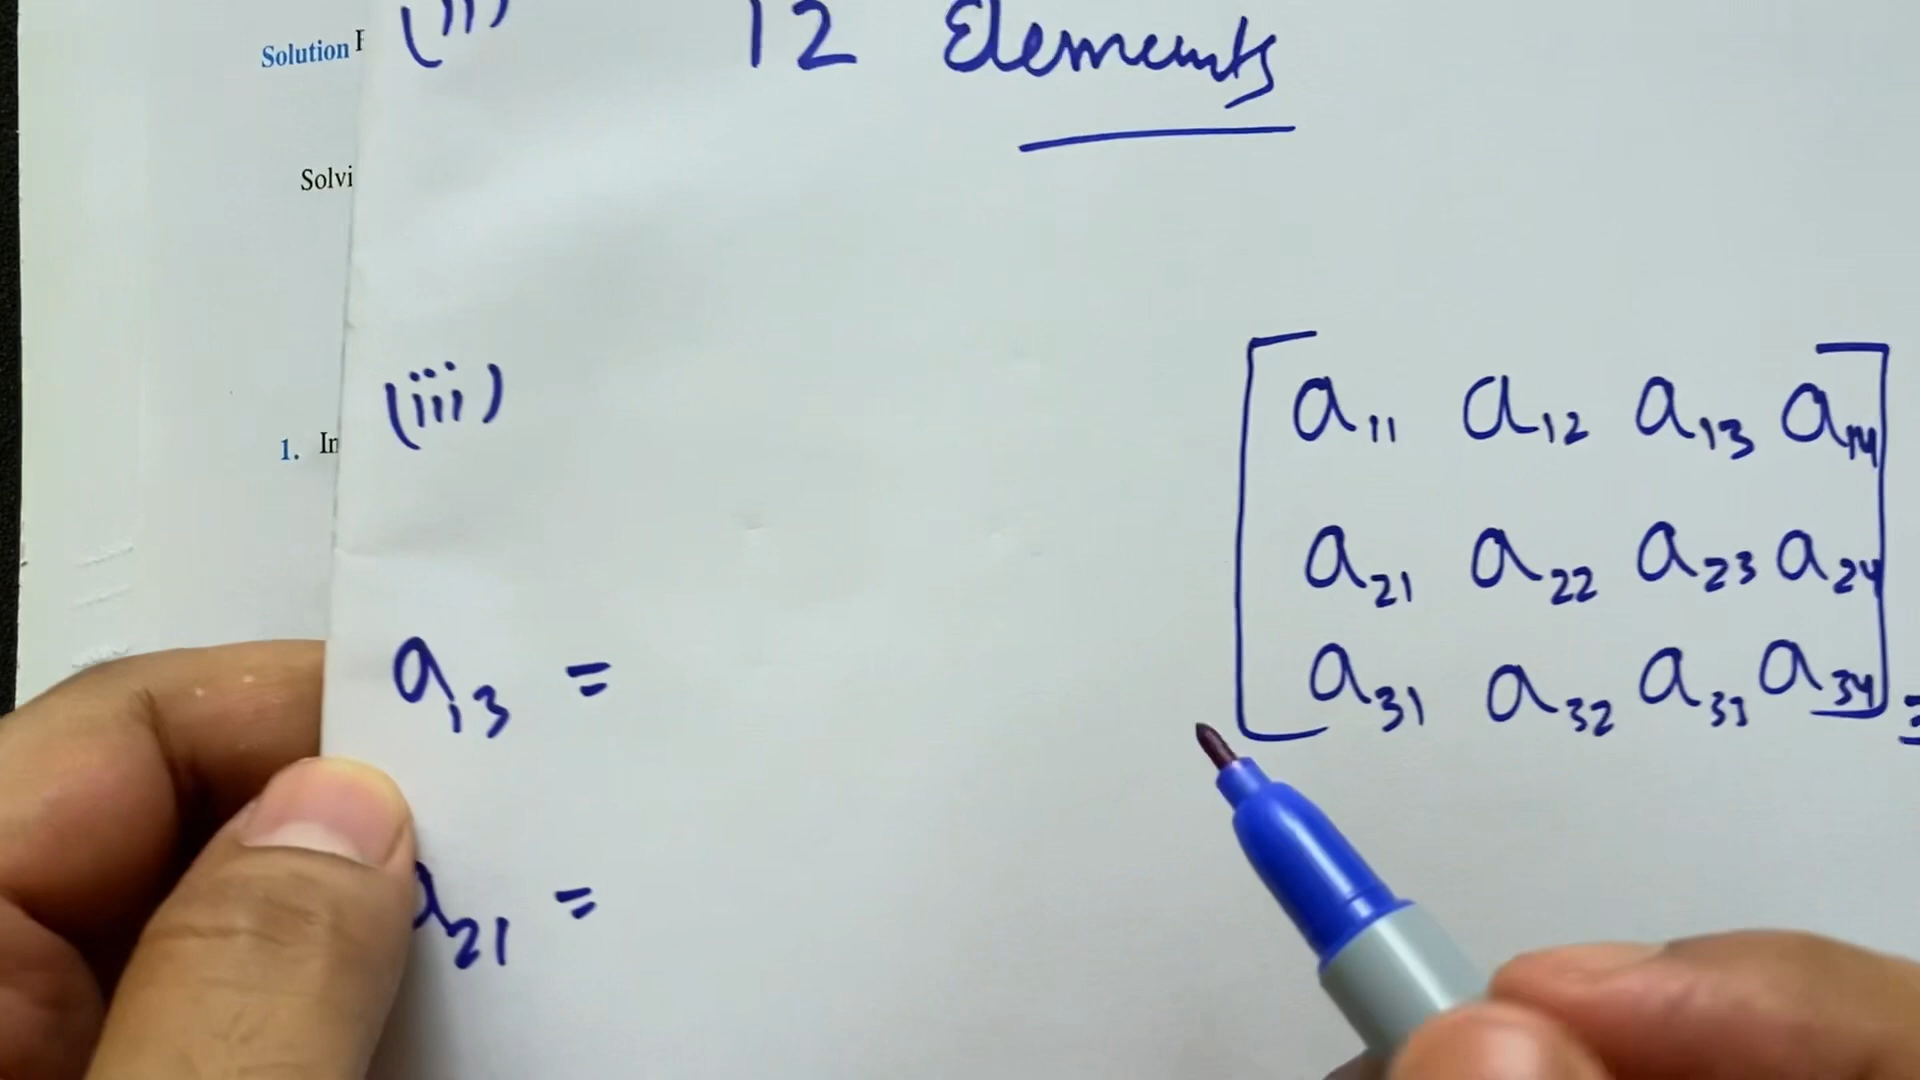 Solution
(ii) 12 Elements
Solvi
(iii)
1. In
a11 a12 a13 a14
a21 a22 a23 a24
a31 a32 a33 a34 =
a13 =
a21 =